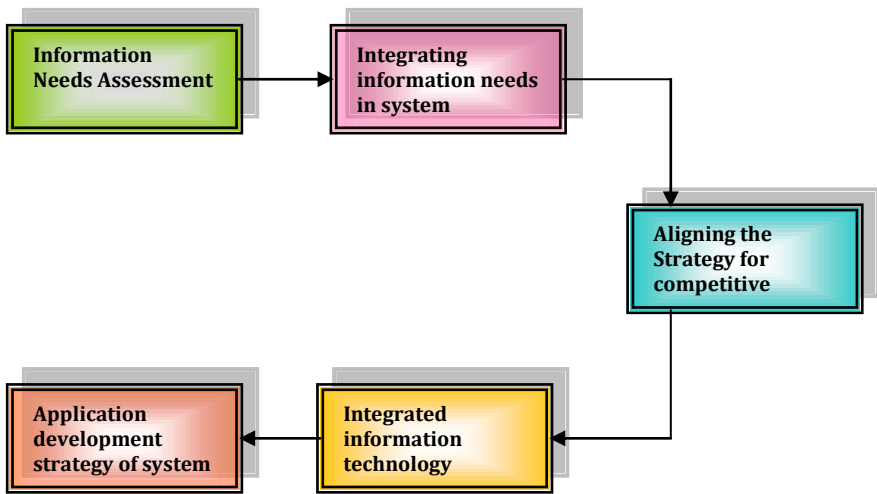 Information
Needs Assessment
Integrating
information needs
in system
Aligning the
Strategy for
competitive
Integrated
information
technology
Application
development
strategy of system